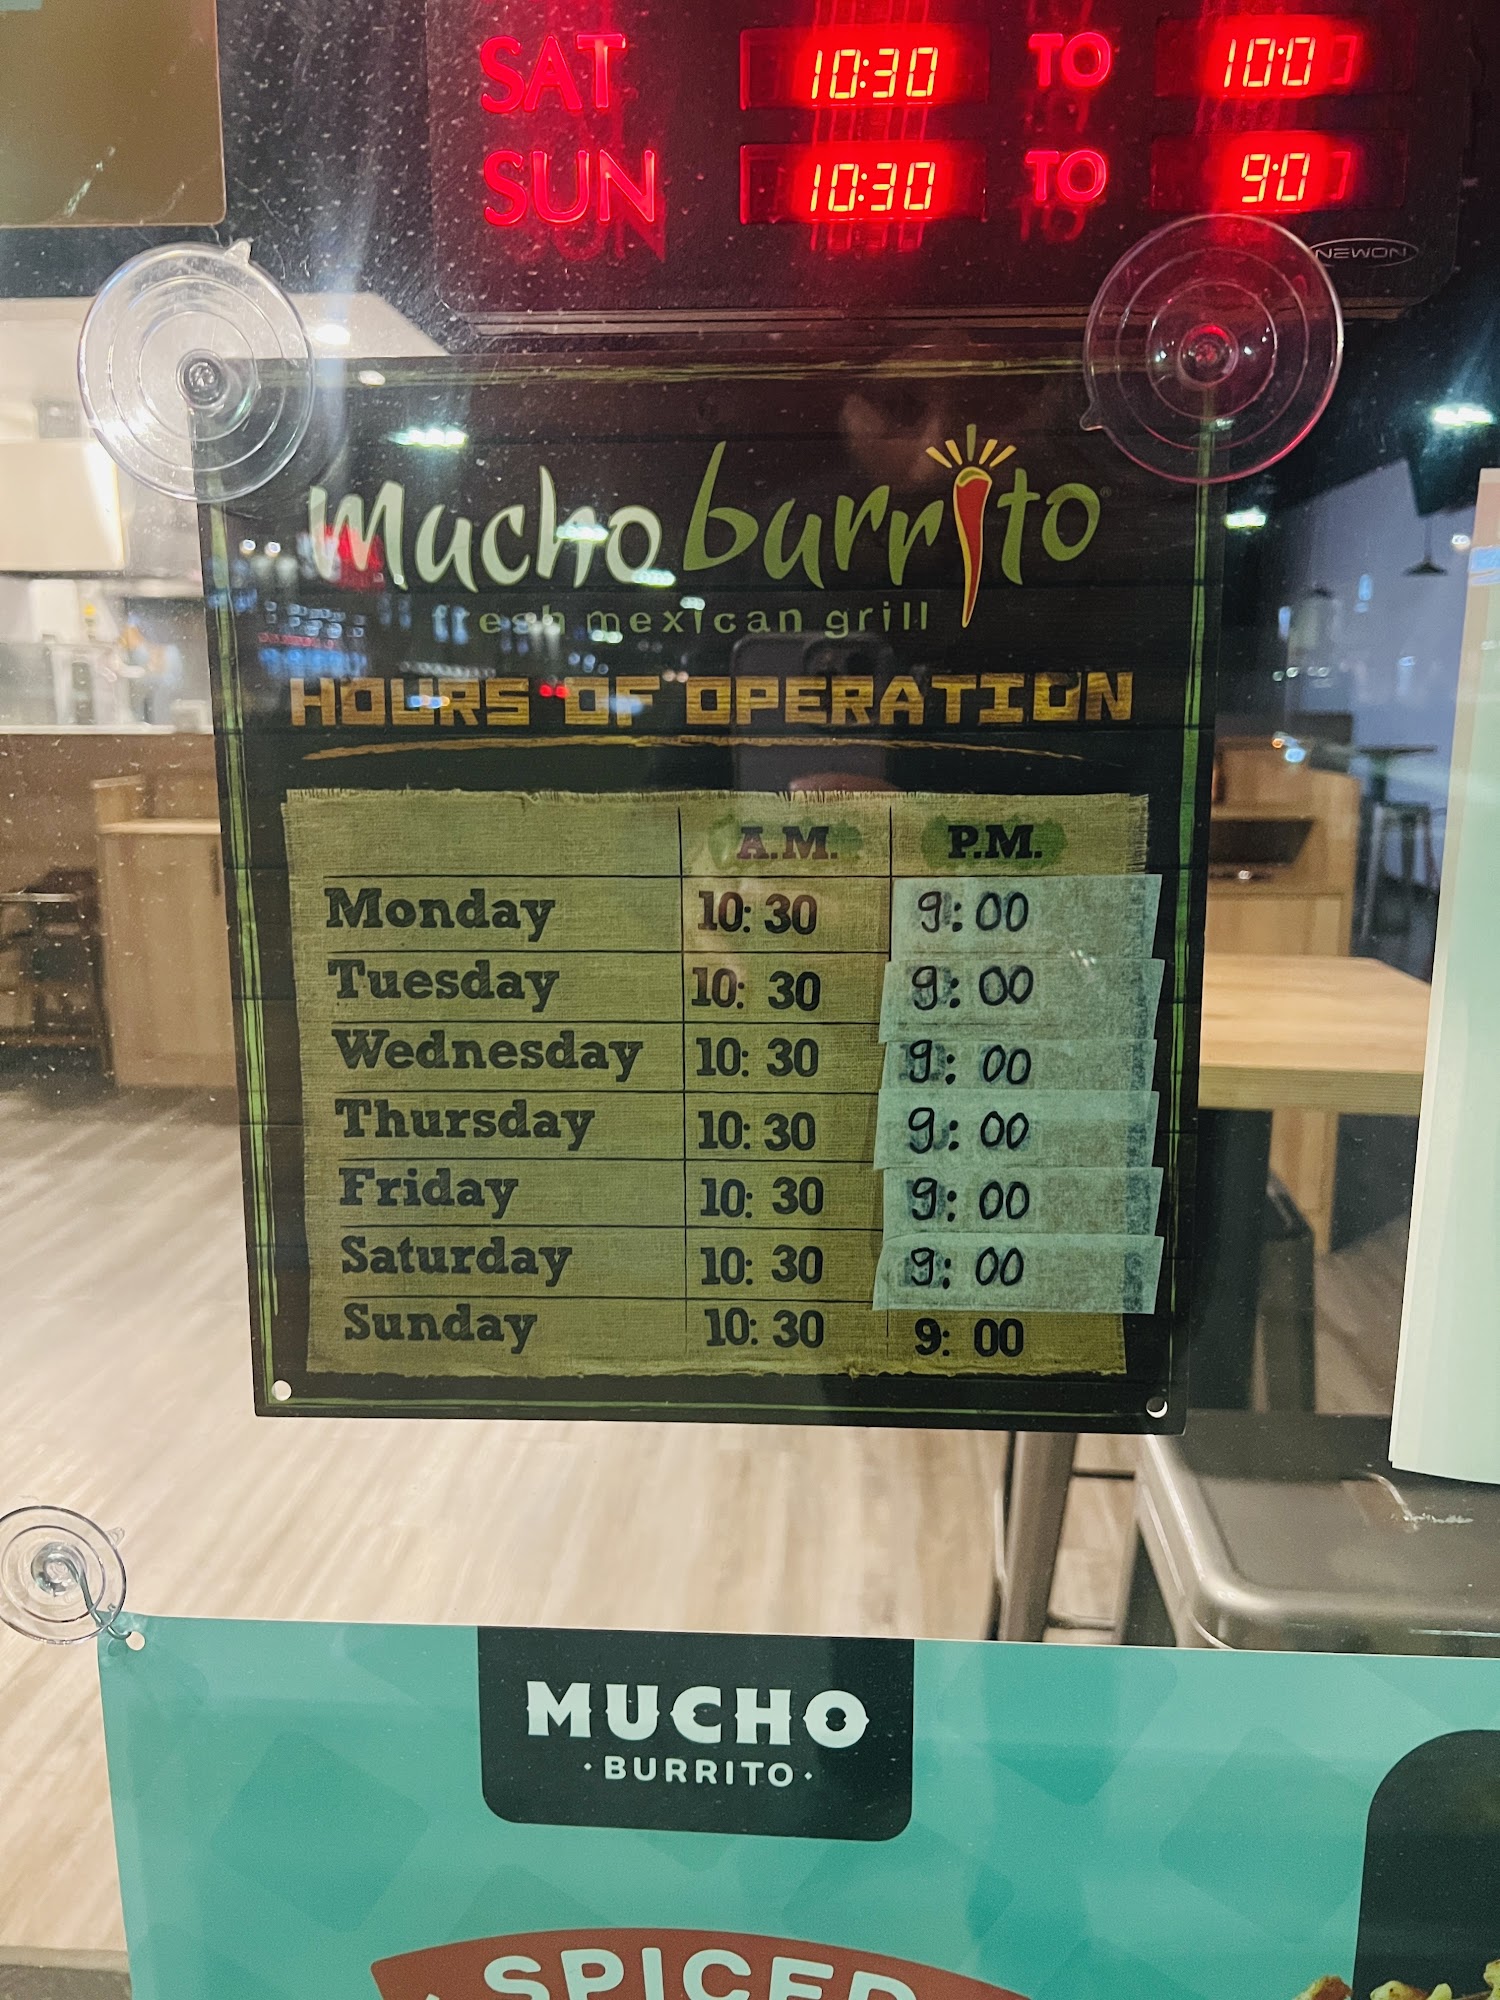 SAT 10:30 TO 10:0
SUN 10:30 TO 9:0
NEWON
mucho burrito
fresh mexican grill
HOURS OF OPERATION
A.M. P.M.
Monday 10:30 9:00
Tuesday 10:30 9:00
Wednesday 10:30 9:00
Thursday 10:30 9:00
Friday 10:30 9:00
Saturday 10:30 9:00
Sunday 10:30 9:00
MUCHO
·BURRITO·
SPICED